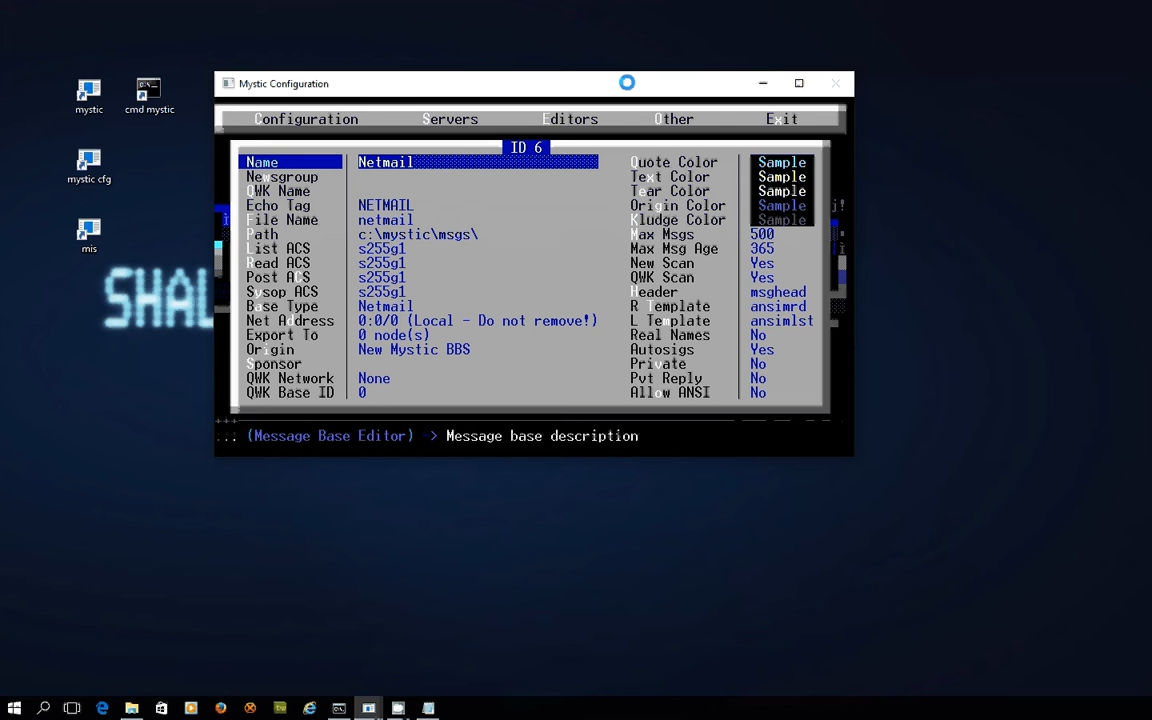 mystic
cmd mystic
mystic cfg
mis
SHAL
Mystic Configuration
Configuration Servers Editors Other Exit
ID 6
Name Netmail Quote Color Sample
Newsgroup Text Color Sample
QWK Name Tear Color Sample
Echo Tag NETMAIL Origin Color Sample
File Name netmail Kludge Color Sample
Path c:\mystic\msgs\ Max Msgs 500
List ACS s255g1 Max Msg Age 365
Read ACS s255g1 New Scan Yes
Post ACS s255g1 QWK Scan Yes
Sysop ACS s255g1 Header msghead
Base Type Netmail R Template ansimrd
Net Address 0:0/0 (Local - Do not remove!) L Template ansimlst
Export To 0 node(s) Real Names No
Origin New Mystic BBS Autosigs Yes
Sponsor Private No
QWK Network None Pvt Reply No
QWK Base ID 0 Allow ANSI No
... (Message Base Editor) -> Message base description